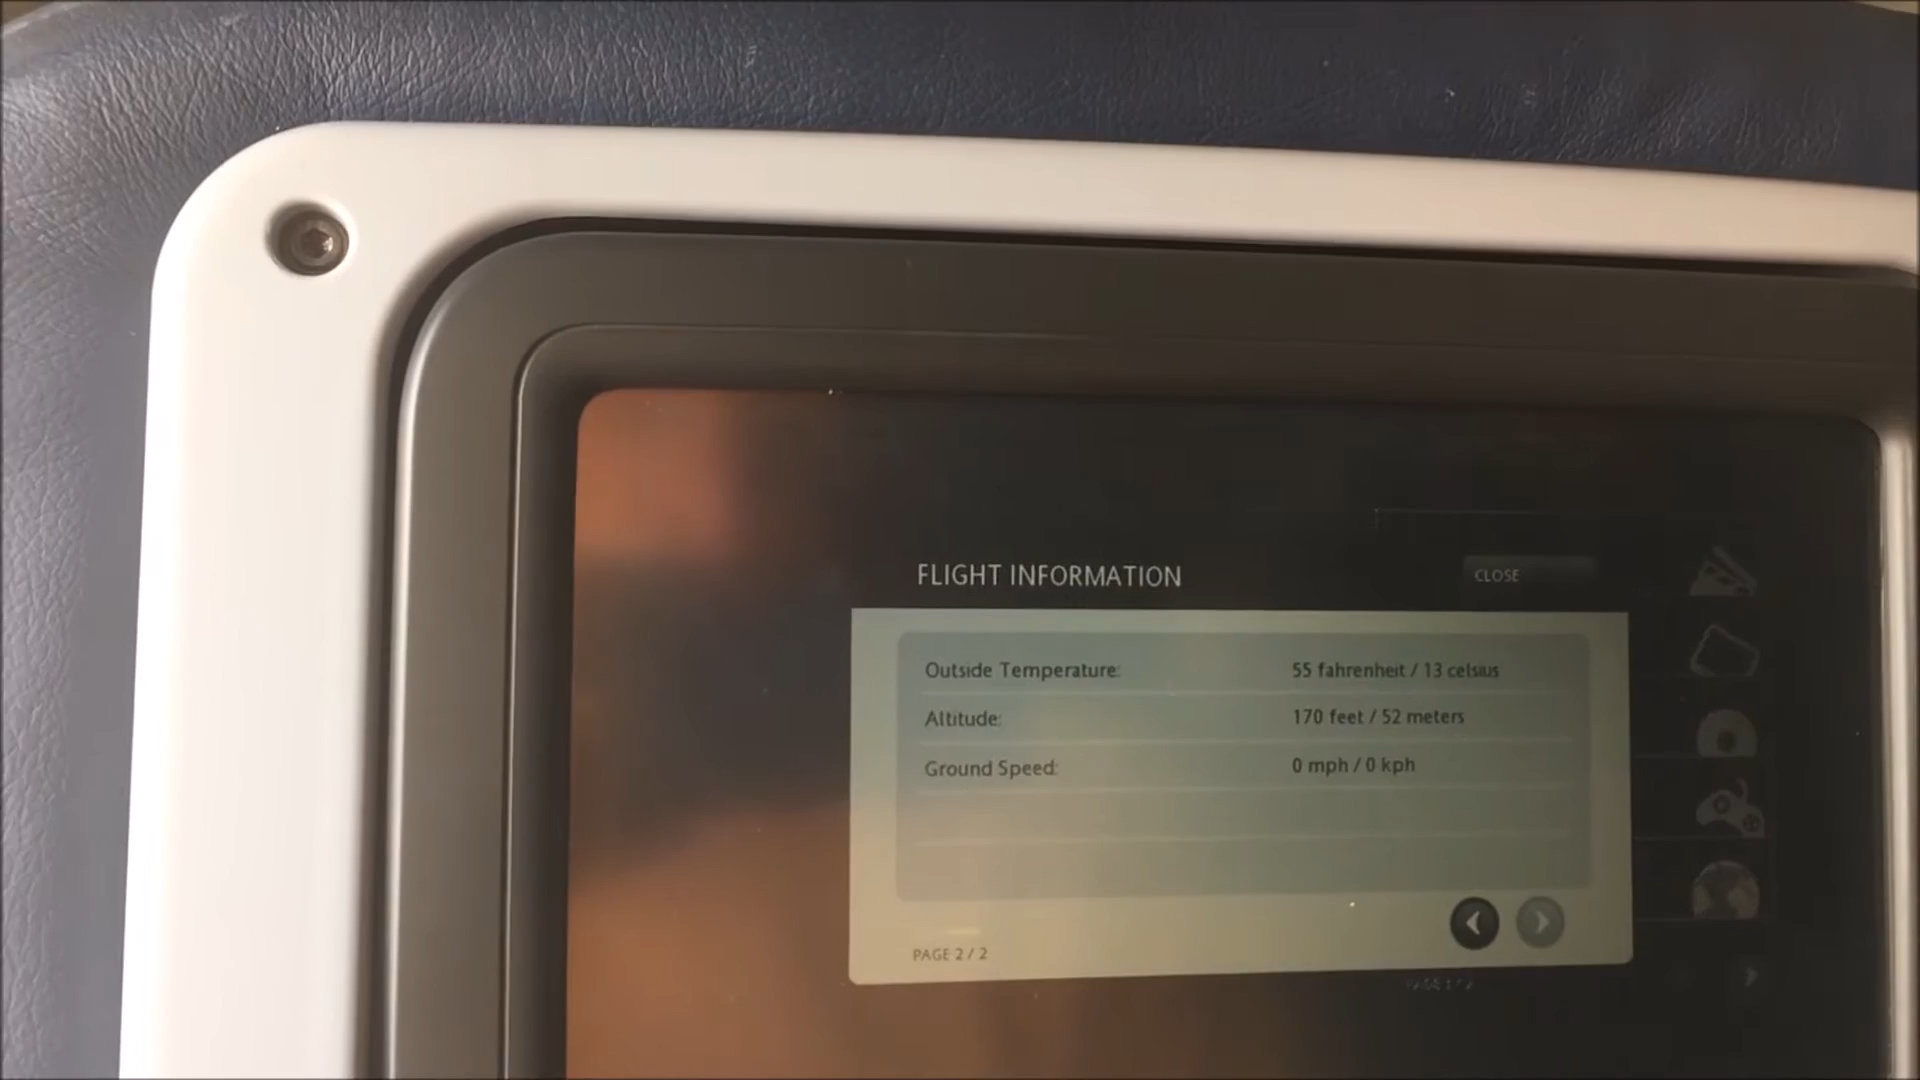 FLIGHT INFORMATION
CLOSE
Outside Temperature: 55 fahrenheit / 13 celsius
Altitude: 170 feet / 52 meters
Ground Speed: 0 mph / 0 kph
PAGE 2 / 2